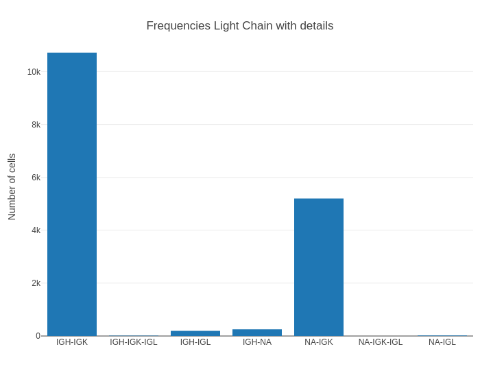 Frequencies Light Chain with details
Number of cells
10k
8k
6k
4k
2k
0
IGH-IGK
IGH-IGK-IGL
IGH-IGL
IGH-NA
NA-IGK
NA-IGK-IGL
NA-IGL